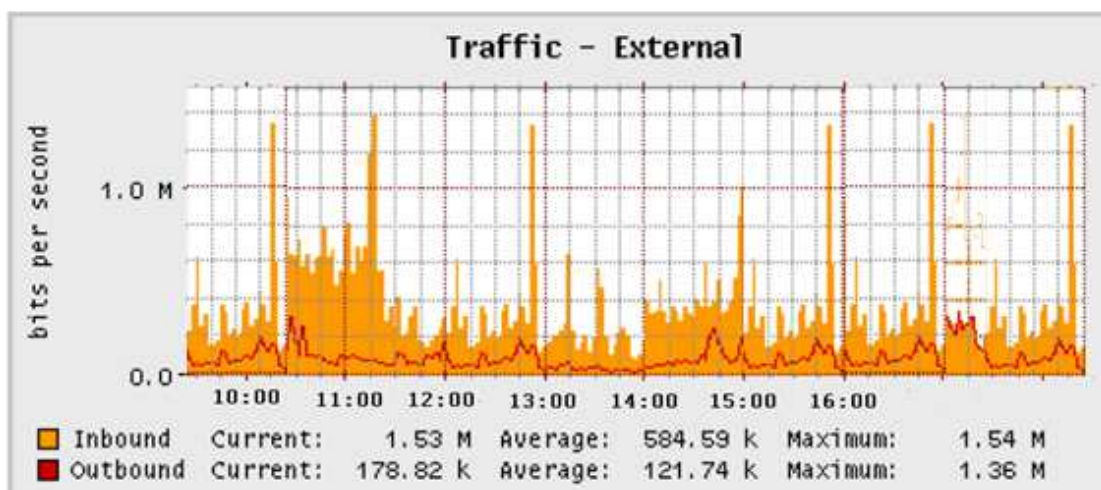 Traffic - External
bits per second
1.0 M
0.0
10:00 11:00 12:00 13:00 14:00 15:00 16:00
Inbound Current: 1.53 M Average: 584.59 k Maximum: 1.54 M
Outbound Current: 178.82 k Average: 121.74 k Maximum: 1.36 M